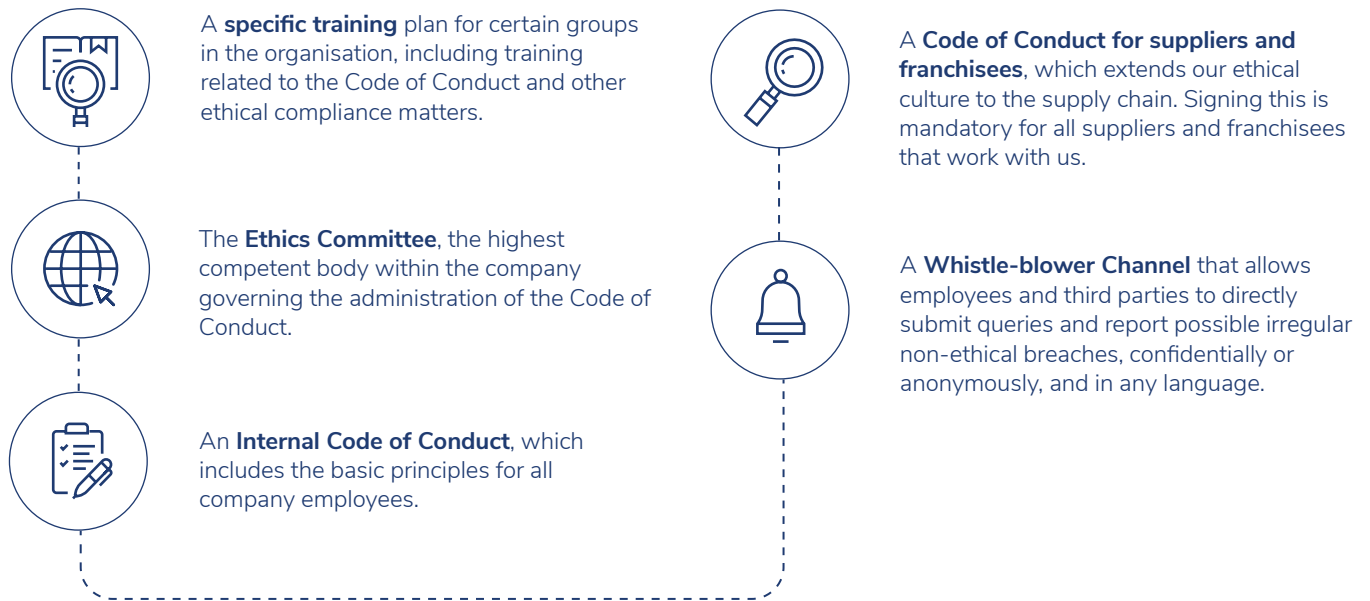 A specific training plan for certain groups
in the organisation, including training
related to the Code of Conduct and other
ethical compliance matters.
The Ethics Committee, the highest
competent body within the company
governing the administration of the Code of
Conduct.
An Internal Code of Conduct, which
includes the basic principles for all
company employees.
A Code of Conduct for suppliers and
franchisees, which extends our ethical
culture to the supply chain. Signing this is
mandatory for all suppliers and franchisees
that work with us.
A Whistle-blower Channel that allows
employees and third parties to directly
submit queries and report possible irregular
non-ethical breaches, confidentially or
anonymously, and in any language.